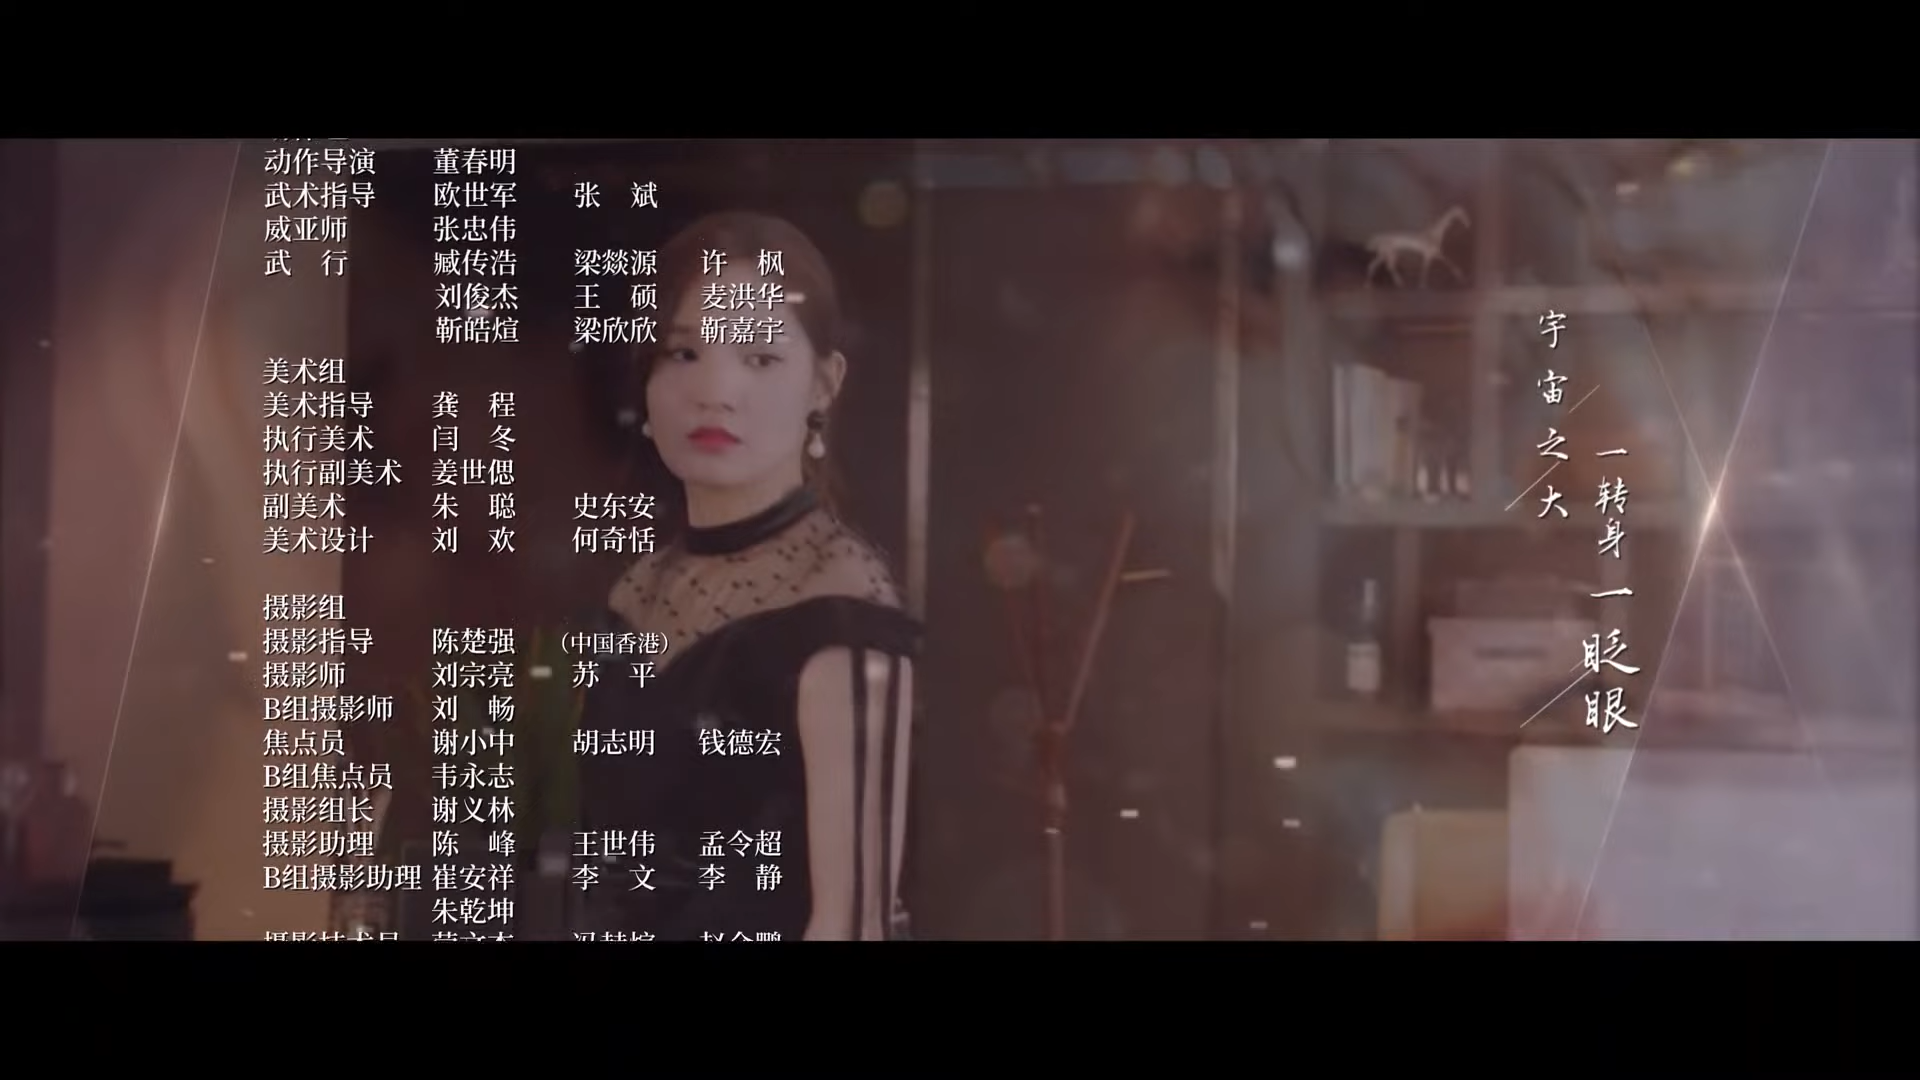 动作导演 董春明
武术指导 欧世军 张 斌
威亚师 张忠伟
武 行 臧传浩 梁燚源 许 枫
刘俊杰 王 硕 麦洪华
靳皓煊 梁欣欣 靳嘉宇
美术组
美术指导 龚 程
执行美术 闫 冬
执行副美术 姜世偲
副美术 朱 聪 史东安
美术设计 刘 欢 何奇恬
摄影组
摄影指导 陈楚强 （中国香港）
摄影师 刘宗亮 苏 平
B组摄影师 刘 畅
焦点员 谢小中 胡志明 钱德宏
B组焦点员 韦永志
摄影组长 谢义林
摄影助理 陈 峰 王世伟 孟令超
B组摄影助理 崔安祥 李 文 李 静
朱乾坤
宇宙之大
一转身一眨眼